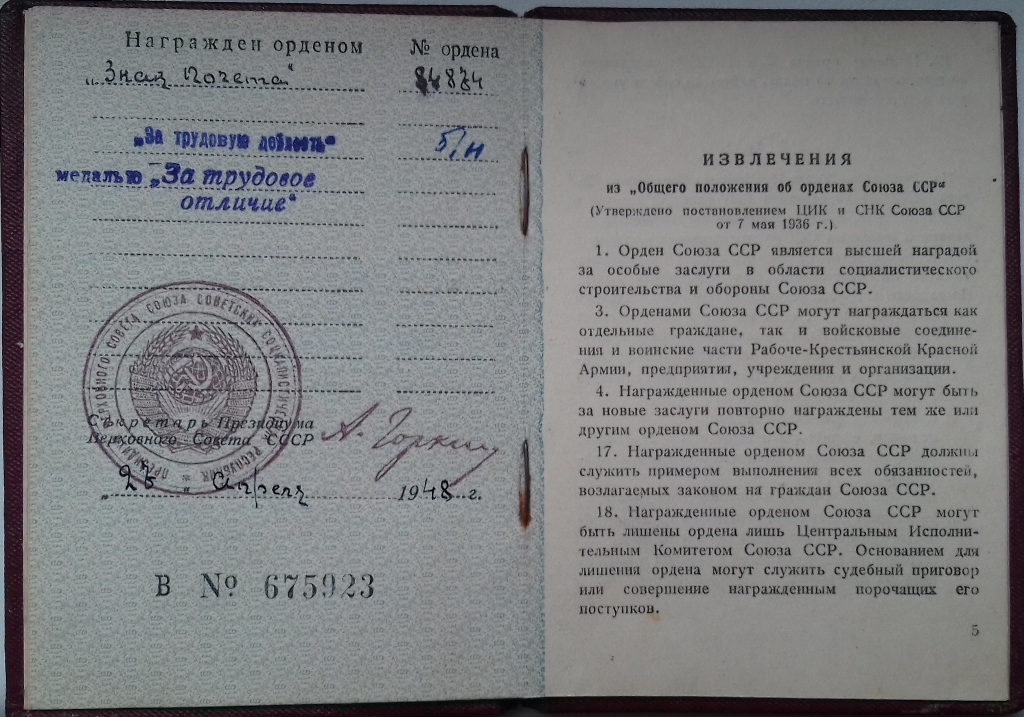 Награжден орденом № ордена
„Знак Почета"
„За трудовую доблесть" б/н
медалью „За трудовое
отличие"
Секретарь Президиума
Верховного Совета СССР А. Горкин
Апреля 1948 г.
В № 675923
ИЗВЛЕЧЕНИЯ
из „Общего положения об орденах Союза ССР"
(Утверждено постановлением ЦИК и СНК Союза ССР
от 7 мая 1936 г.)
1. Орден Союза ССР является высшей наградой
за особые заслуги в области социалистического
строительства и обороны Союза ССР.
3. Орденами Союза ССР могут награждаться как
отдельные граждане, так и войсковые соедине-
ния и воинские части Рабоче-Крестьянской Красной
Армии, предприятия, учреждения и организации.
4. Награжденные орденом Союза ССР могут быть
за новые заслуги повторно награждены тем же или
другим орденом Союза ССР.
17. Награжденные орденом Союза ССР должны
служить примером выполнения всех обязанностей,
возлагаемых законом на граждан Союза ССР.
18. Награжденные орденом Союза ССР могут
быть лишены ордена лишь Центральным Исполни-
тельным Комитетом Союза ССР. Основанием для
лишения ордена могут служить судебный приговор
или совершение награжденным порочащих его
поступков.
5